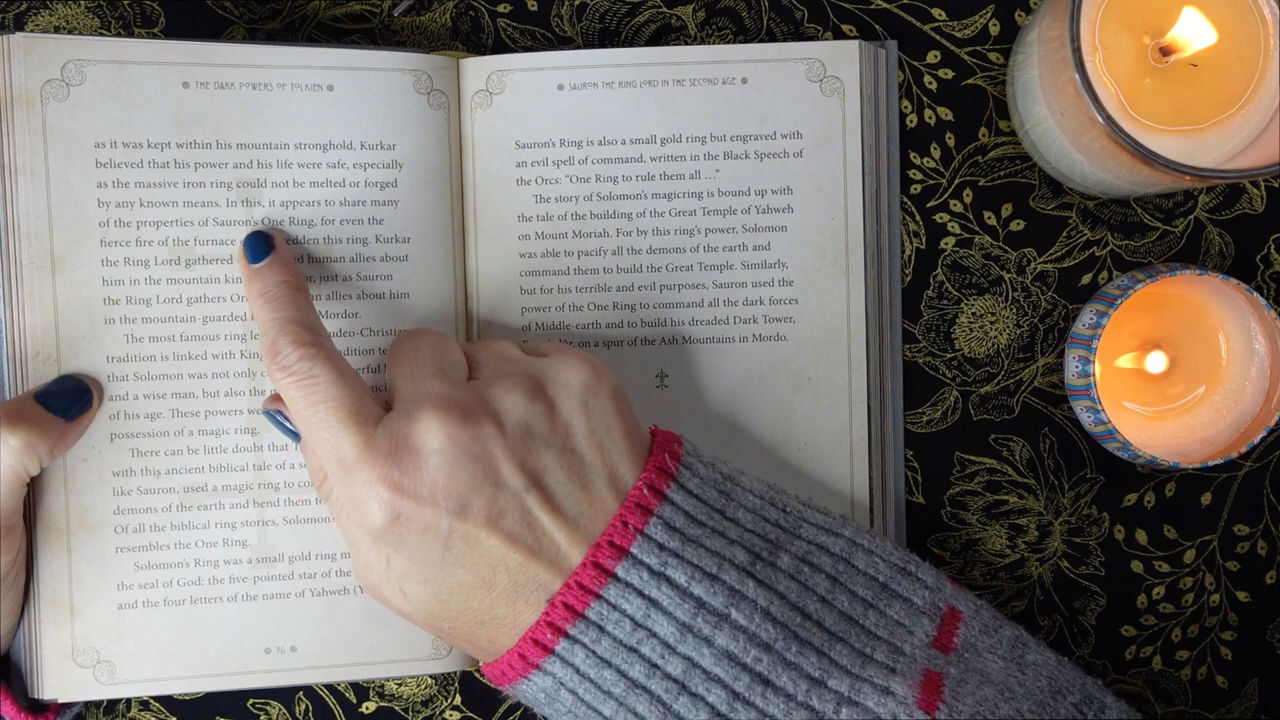 THE DARK POWERS OF TOLKIEN
as it was kept within his mountain stronghold, Kurkar
believed that his power and his life were safe, especially
as the massive iron ring could not be melted or forged
by any known means. In this, it appears to share many
of the properties of Sauron's One Ring, for even the
fierce fire of the furnace redden this ring. Kurkar
the Ring Lord gathered human allies about
him in the mountain just as Sauron
the Ring Lord gathers allies about him
in the mountain-guarded Mordor.
The most famous ring
tradition is linked with
that Solomon was not only
and a wise man, but also the
of his age. These powers
possession of a magic ring.
There can be little doubt that
with this ancient biblical tale of a
like Sauron, used a magic ring to
demons of the earth and bend them to
Of all the biblical ring stories,
resembles the One Ring.
Solomon's Ring was a small gold ring
the seal of God: the five-pointed star of the
and the four letters of the name of Yahweh
96
SAURON THE RING LORD IN THE SECOND AGE
Sauron's Ring is also a small gold ring but engraved with
an evil spell of command, written in the Black Speech of
the Orcs: “One Ring to rule them all …”
The story of Solomon's magicring is bound up with
the tale of the building of the Great Temple of Yahweh
on Mount Moriah. For by this ring's power, Solomon
was able to pacify all the demons of the earth and
command them to build the Great Temple. Similarly,
but for his terrible and evil purposes, Sauron used the
power of the One Ring to command all the dark forces
of Middle-earth and to build his dreaded Dark Tower,
on a spur of the Ash Mountains in Mordo.